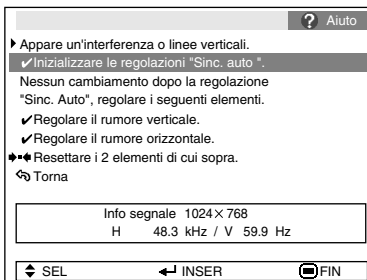 ? Aiuto
Appare un'interferenza o linee verticali.
✔Inizializzare le regolazioni "Sinc. auto ".
Nessun cambiamento dopo la regolazione
"Sinc. Auto", regolare i seguenti elementi.
✔Regolare il rumore verticale.
✔Regolare il rumore orizzontale.
Resettare i 2 elementi di cui sopra.
Torna
Info segnale 1024×768
H 48.3 kHz / V 59.9 Hz
SEL INSER FIN